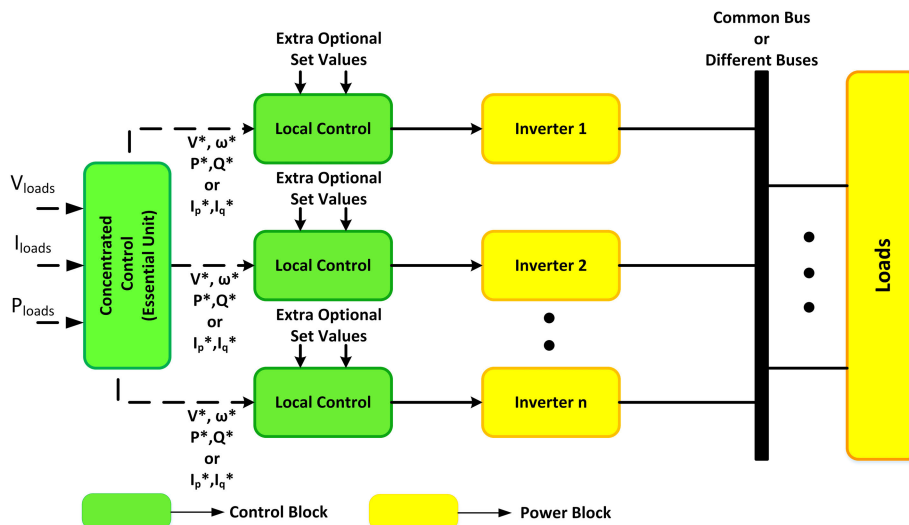 Common Bus
or
Different Buses
Extra Optional
Set Values
Local Control
Inverter 1
V*, ω*
P*,Q*
or
Ip*,Iq*
Vloads
Iloads
Ploads
Concentrated
Control
(Essential Unit)
Extra Optional
Set Values
Local Control
Inverter 2
V*, ω*
P*,Q*
or
Ip*,Iq*
Extra Optional
Set Values
Local Control
Inverter n
V*, ω*
P*,Q*
or
Ip*,Iq*
Loads
Control Block
Power Block